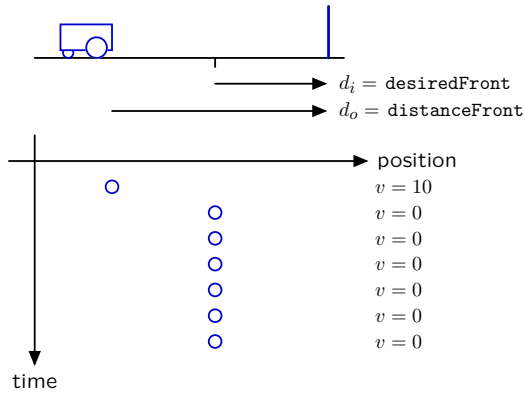 d_i = desiredFront
d_o = distanceFront
position
v = 10
v = 0
v = 0
v = 0
v = 0
v = 0
v = 0
time